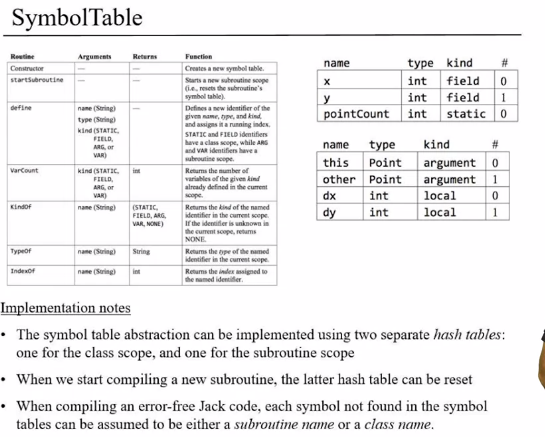 SymbolTable
Routine Arguments Returns Function
Constructor — — Creates a new symbol table.
startSubroutine — — Starts a new subroutine scope
(i.e., resets the subroutine's
symbol table).
define name (String) — Defines a new identifier of the
type (String) given name, type, and kind,
kind (STATIC, and assigns it a running index.
FIELD, STATIC and FIELD identifiers
ARG, or have a class scope, while ARG
VAR) and VAR identifiers have a
subroutine scope.
VarCount kind (STATIC, int Returns the number of
FIELD, variables of the given kind
ARG, or already defined in the current
VAR) scope.
KindOf name (String) (STATIC, Returns the kind of the named
FIELD, ARG, identifier in the current scope.
VAR, NONE) If the identifier is unknown in
the current scope, returns
NONE.
TypeOf name (String) String Returns the type of the named
identifier in the current scope.
IndexOf name (String) int Returns the index assigned to
the named identifier.
name type kind #
x int field 0
y int field 1
pointCount int static 0
name type kind #
this Point argument 0
other Point argument 1
dx int local 0
dy int local 1
Implementation notes
• The symbol table abstraction can be implemented using two separate hash tables:
one for the class scope, and one for the subroutine scope
• When we start compiling a new subroutine, the latter hash table can be reset
• When compiling an error-free Jack code, each symbol not found in the symbol
tables can be assumed to be either a subroutine name or a class name.